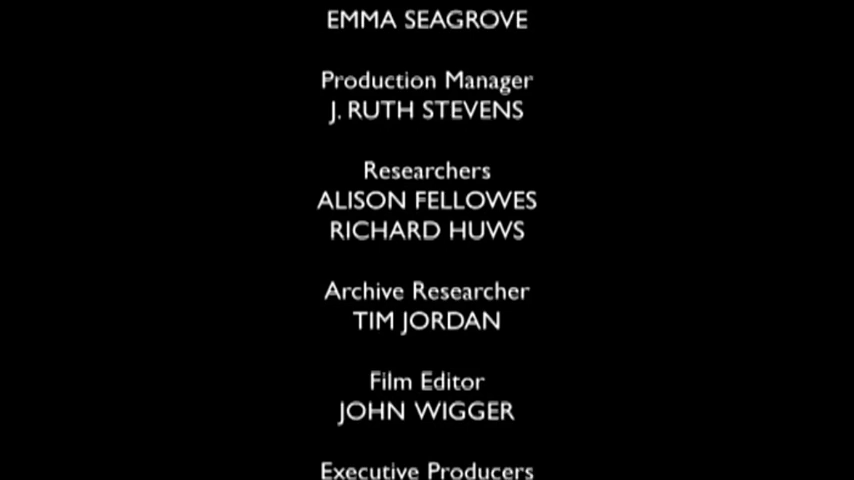 EMMA SEAGROVE
Production Manager
J. RUTH STEVENS
Researchers
ALISON FELLOWES
RICHARD HUWS
Archive Researcher
TIM JORDAN
Film Editor
JOHN WIGGER
Executive Producers